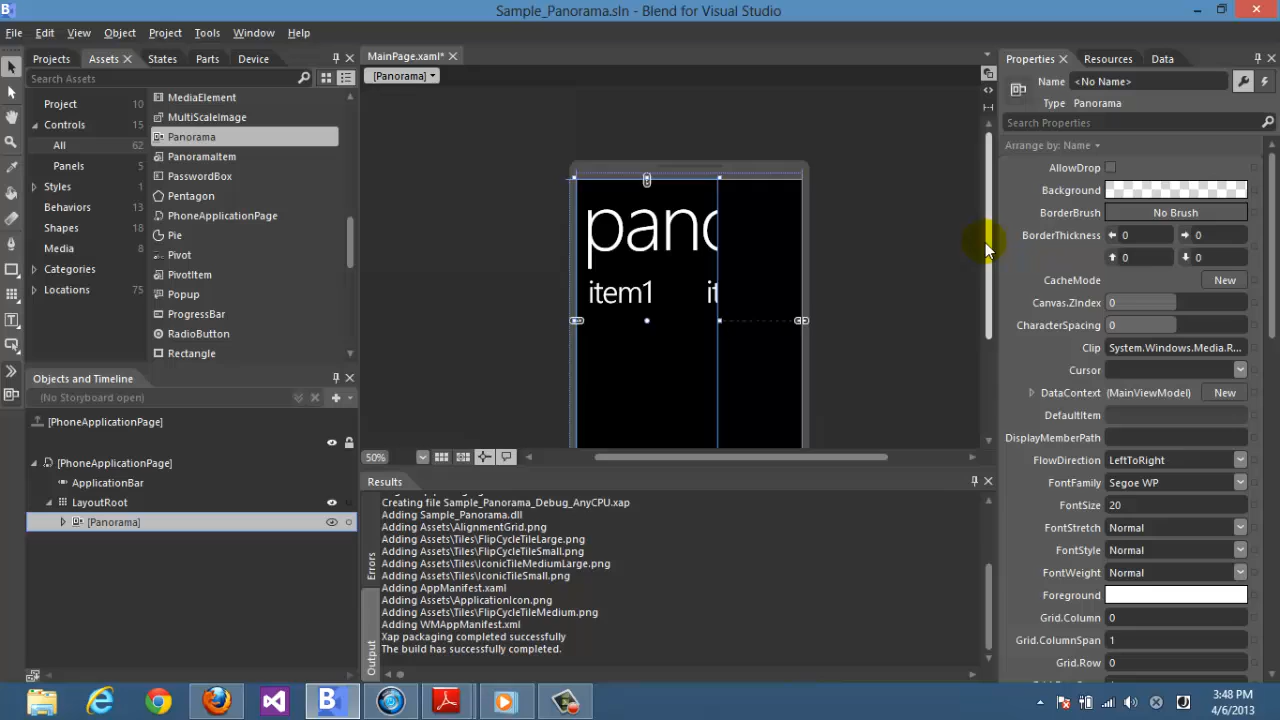 Sample_Panorama.sln - Blend for Visual Studio
File Edit View Object Project Tools Window Help
Projects Assets States Parts Device
Search Assets
Project 10
Controls 15
All 62
Panels 5
Styles 1
Behaviors 13
Shapes 18
Media 8
Categories
Locations 75
MediaElement
MultiScaleImage
Panorama
PanoramaItem
PasswordBox
Pentagon
PhoneApplicationPage
Pie
Pivot
PivotItem
Popup
ProgressBar
RadioButton
Rectangle
Objects and Timeline
(No Storyboard open)
[PhoneApplicationPage]
[PhoneApplicationPage]
ApplicationBar
LayoutRoot
[Panorama]
MainPage.xaml*
[Panorama]
pano
item1 it
50%
Results
Errors
Output
Creating file Sample_Panorama_Debug_AnyCPU.xap
Adding Sample_Panorama.dll
Adding Assets\AlignmentGrid.png
Adding Assets\Tiles\FlipCycleTileLarge.png
Adding Assets\Tiles\FlipCycleTileSmall.png
Adding Assets\Tiles\IconicTileMediumLarge.png
Adding Assets\Tiles\IconicTileSmall.png
Adding AppManifest.xaml
Adding Assets\ApplicationIcon.png
Adding Assets\Tiles\FlipCycleTileMedium.png
Adding WMAppManifest.xml
Xap packaging completed successfully
The build has successfully completed.
Properties Resources Data
Name <No Name>
Type Panorama
Search Properties
Arrange by: Name
AllowDrop
Background
BorderBrush No Brush
BorderThickness 0 0
0 0
CacheMode New
Canvas.ZIndex 0
CharacterSpacing 0
Clip System.Windows.Media.R...
Cursor
DataContext (MainViewModel) New
DefaultItem
DisplayMemberPath
FlowDirection LeftToRight
FontFamily Segoe WP
FontSize 20
FontStretch Normal
FontStyle Normal
FontWeight Normal
Foreground
Grid.Column 0
Grid.ColumnSpan 1
Grid.Row 0
3:48 PM
4/6/2013